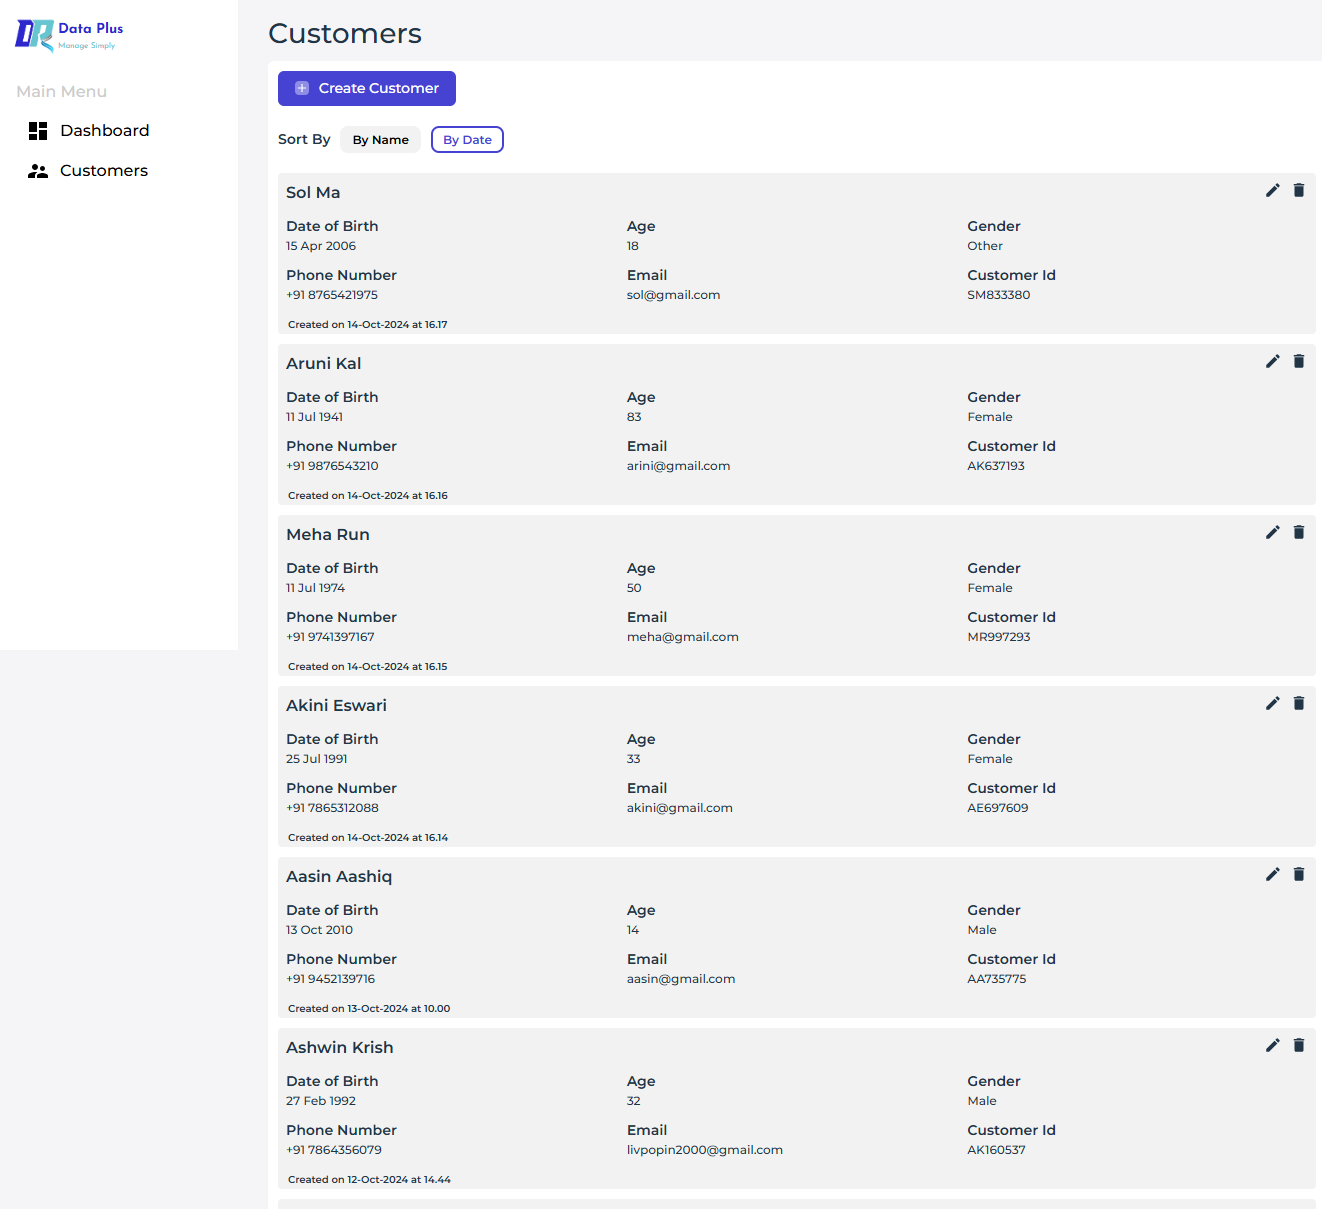 Data Plus
Manage Simply
Main Menu
Dashboard
Customers
Customers
Create Customer
Sort By By Name By Date
Sol Ma
Date of Birth Age Gender
15 Apr 2006 18 Other
Phone Number Email Customer Id
+91 8765421975 sol@gmail.com SM833380
Created on 14-Oct-2024 at 16.17
Aruni Kal
Date of Birth Age Gender
11 Jul 1941 83 Female
Phone Number Email Customer Id
+91 9876543210 arini@gmail.com AK637193
Created on 14-Oct-2024 at 16.16
Meha Run
Date of Birth Age Gender
11 Jul 1974 50 Female
Phone Number Email Customer Id
+91 9741397167 meha@gmail.com MR997293
Created on 14-Oct-2024 at 16.15
Akini Eswari
Date of Birth Age Gender
25 Jul 1991 33 Female
Phone Number Email Customer Id
+91 7865312088 akini@gmail.com AE697609
Created on 14-Oct-2024 at 16.14
Aasin Aashiq
Date of Birth Age Gender
13 Oct 2010 14 Male
Phone Number Email Customer Id
+91 9452139716 aasin@gmail.com AA735775
Created on 13-Oct-2024 at 10.00
Ashwin Krish
Date of Birth Age Gender
27 Feb 1992 32 Male
Phone Number Email Customer Id
+91 7864356079 livpopin2000@gmail.com AK160537
Created on 12-Oct-2024 at 14.44